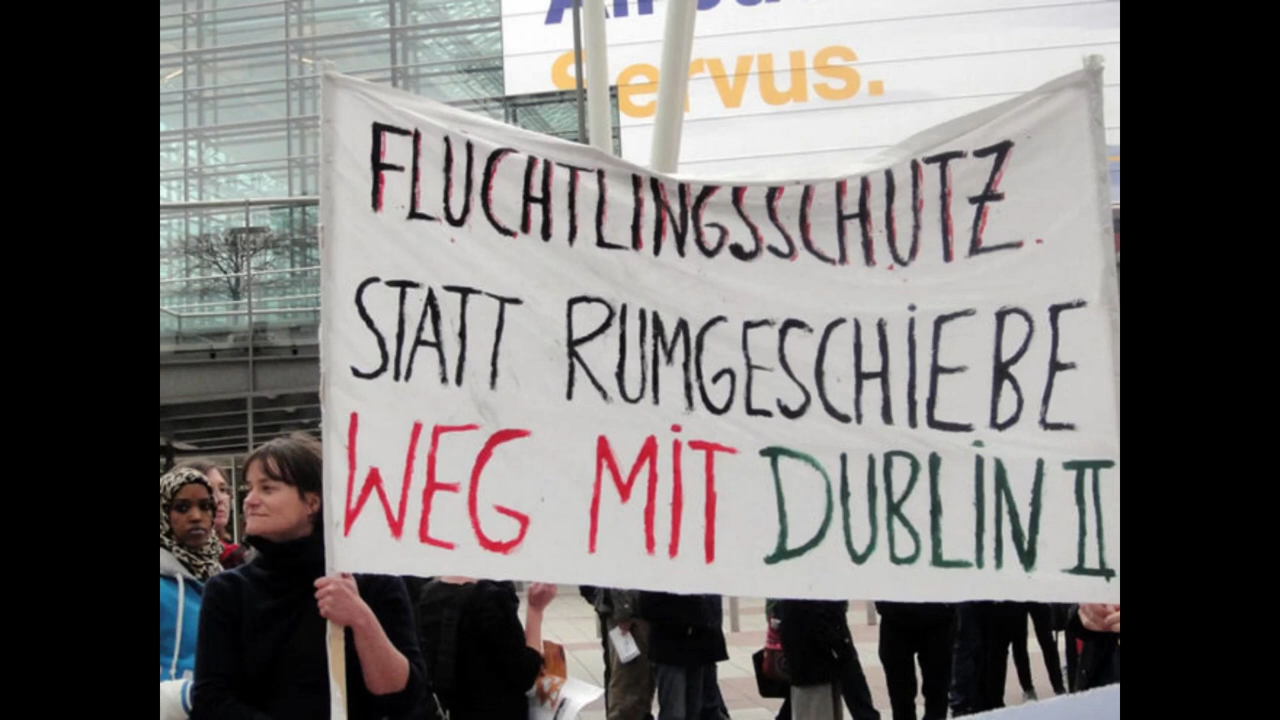 Servus.
FLUCHTLINGSSCHUTZ
STATT RUMGESCHIEBE
WEG MIT DUBLIN II